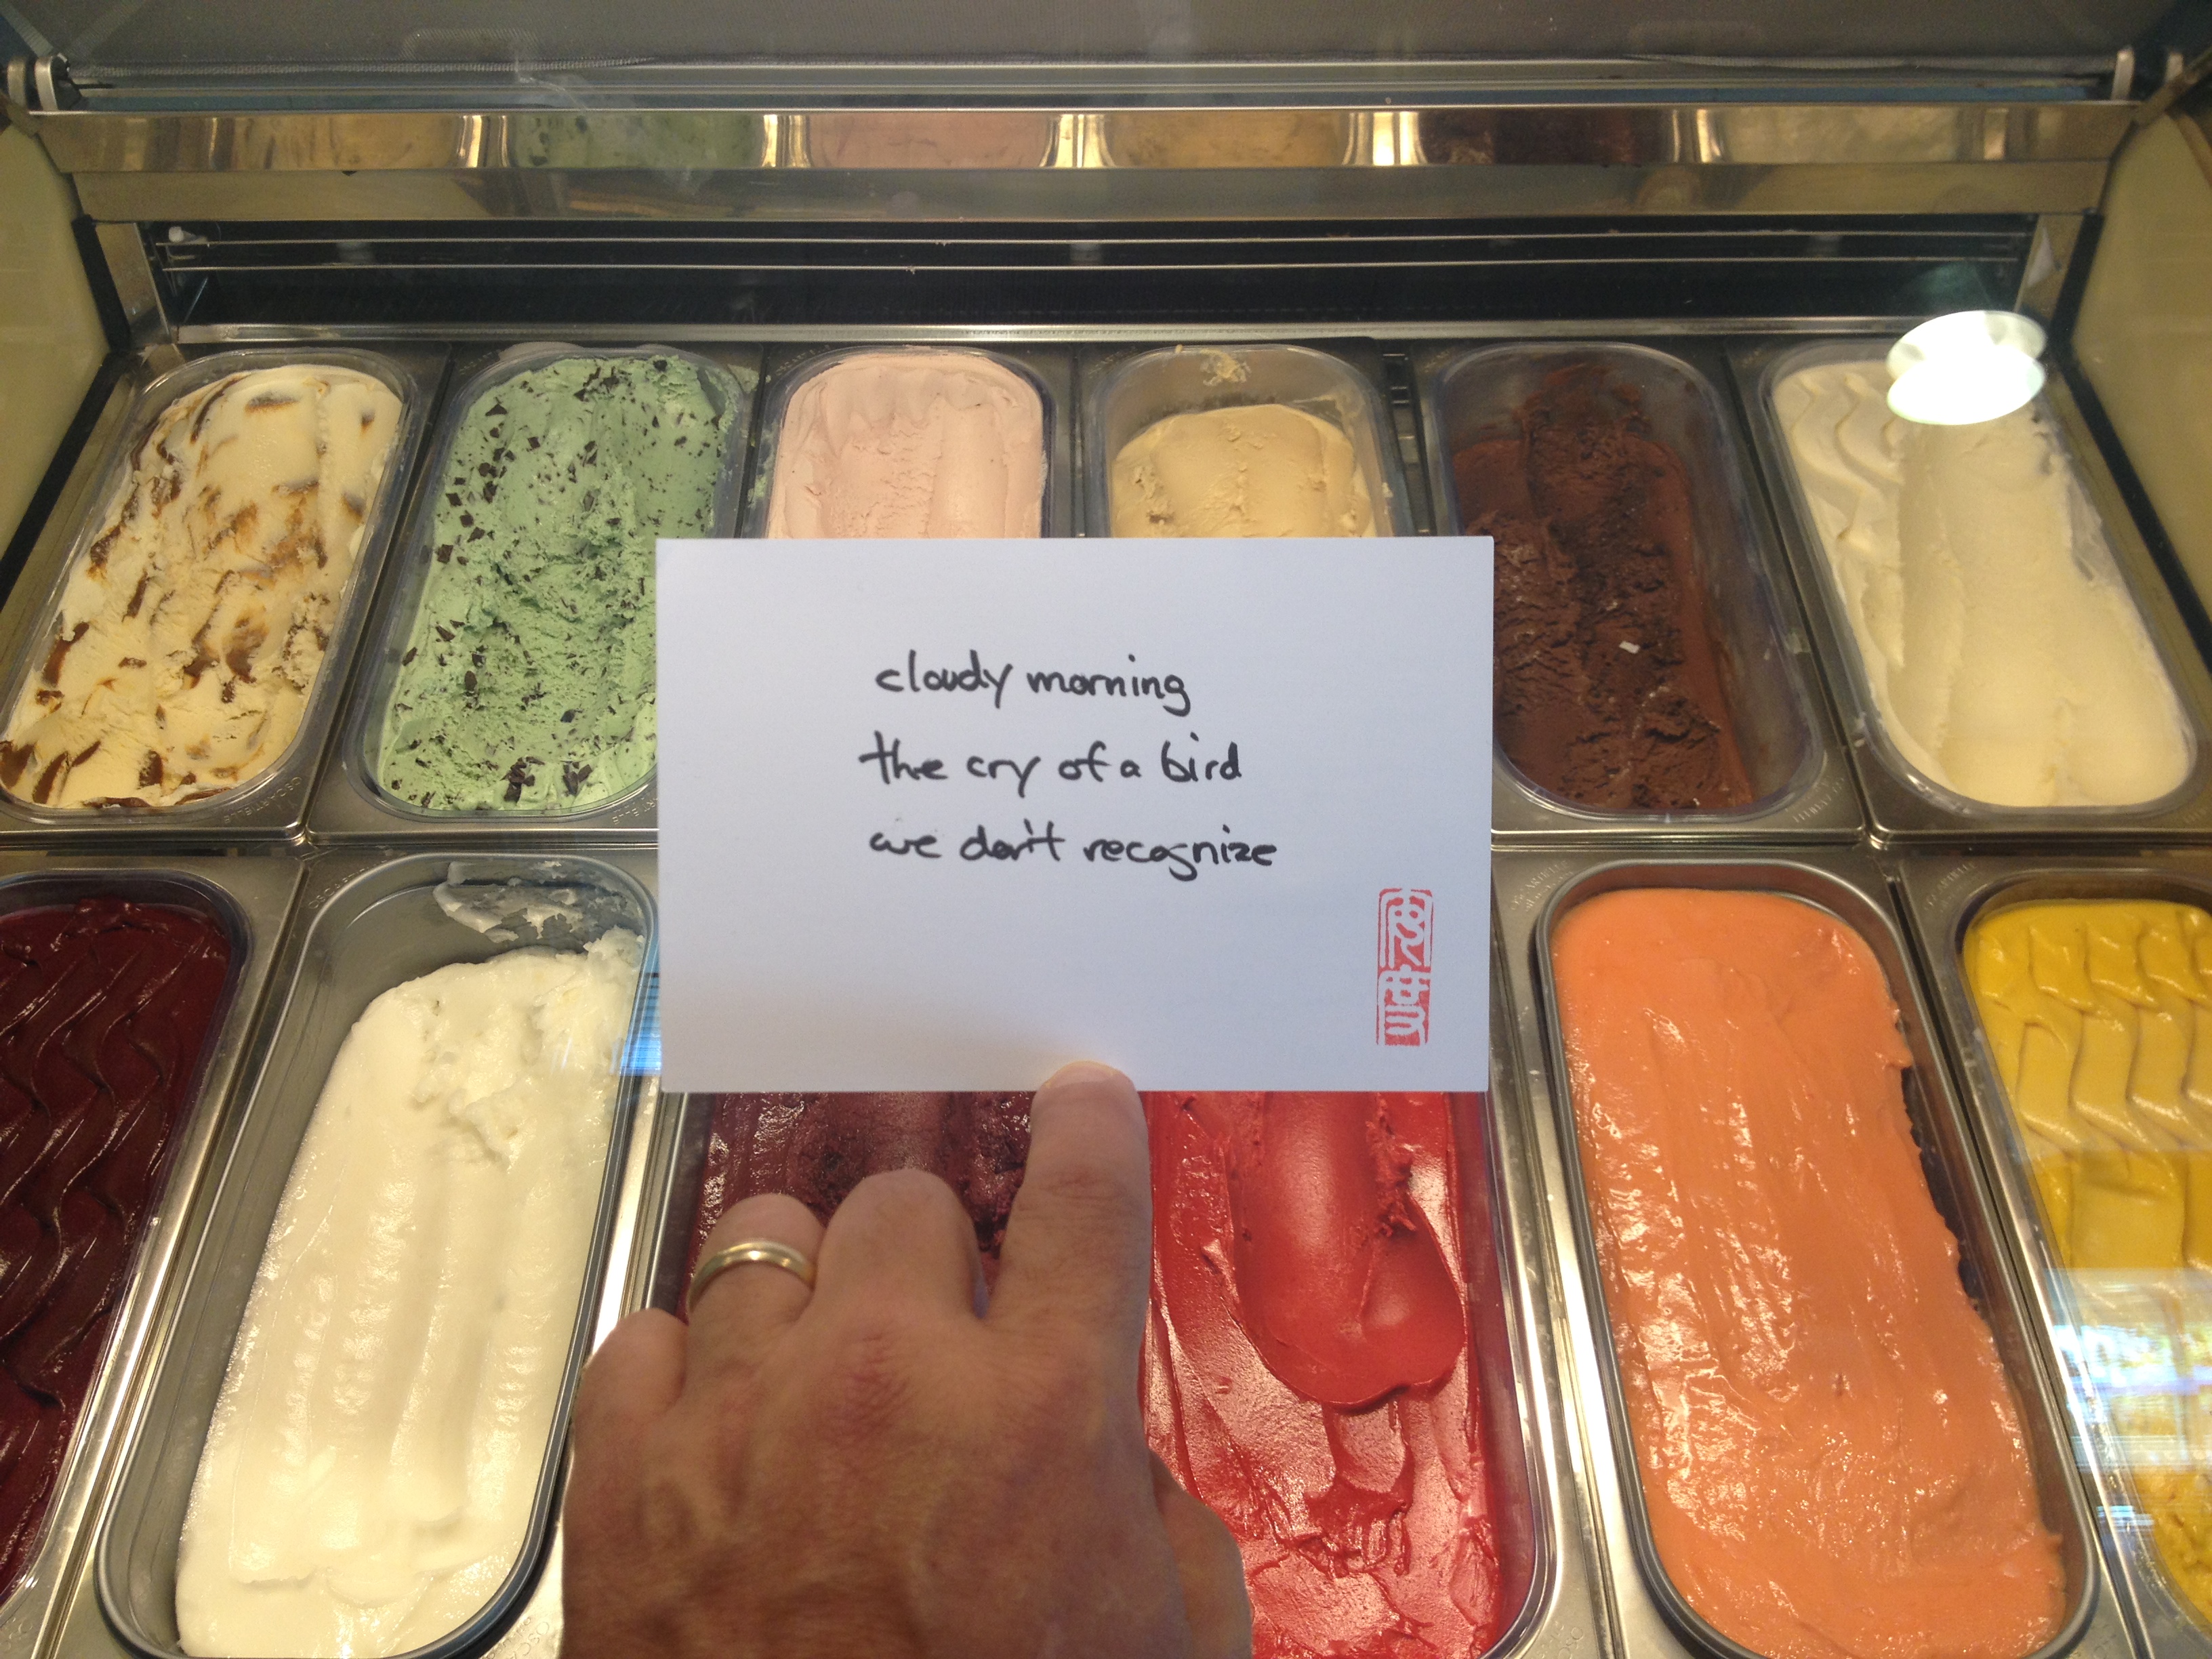 cloudy morning
the cry of a bird
we don't recognize